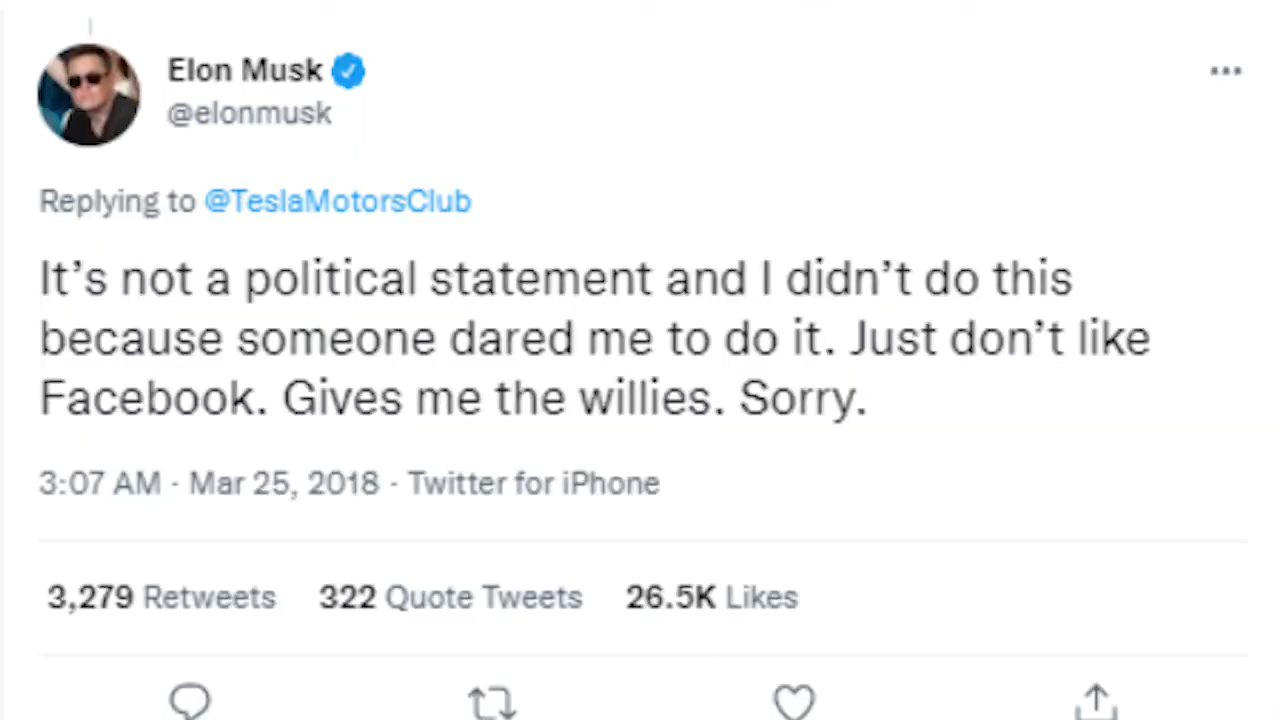 Elon Musk
@elonmusk
Replying to @TeslaMotorsClub
It’s not a political statement and I didn’t do this
because someone dared me to do it. Just don’t like
Facebook. Gives me the willies. Sorry.
3:07 AM · Mar 25, 2018 · Twitter for iPhone
3,279 Retweets 322 Quote Tweets 26.5K Likes